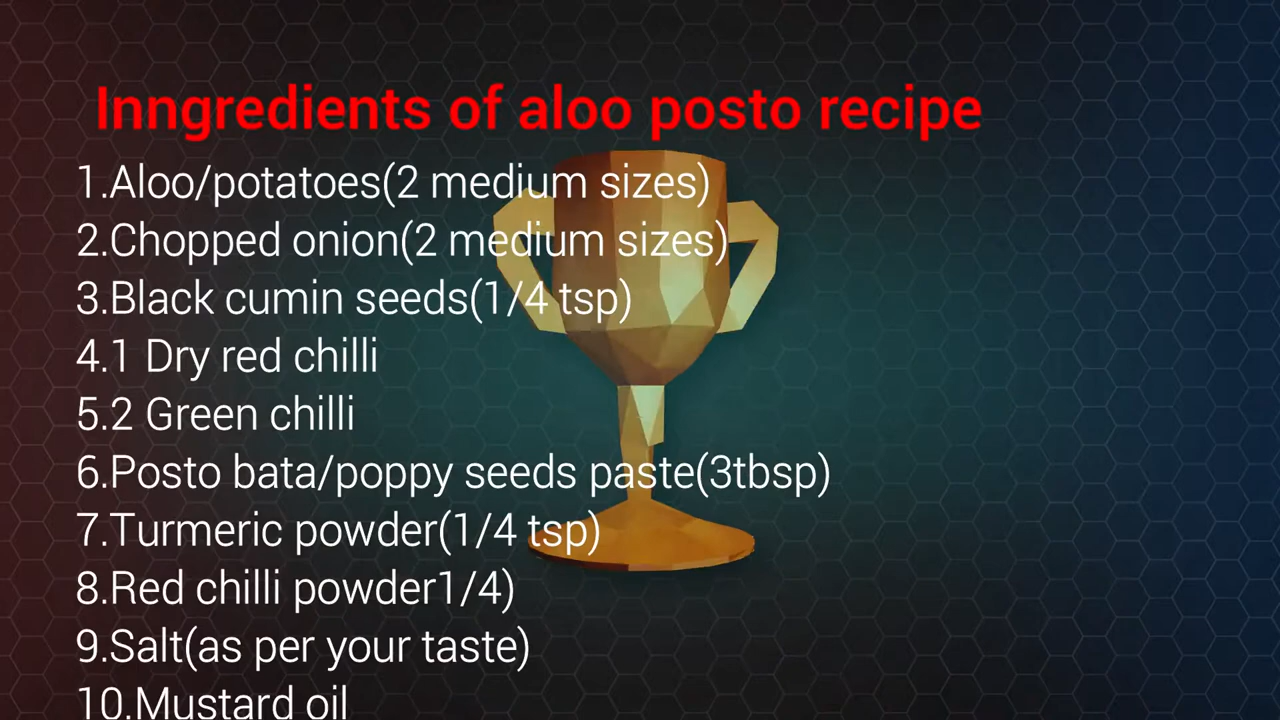 Inngredients of aloo posto recipe
1.Aloo/potatoes(2 medium sizes)
2.Chopped onion(2 medium sizes)
3.Black cumin seeds(1/4 tsp)
4.1 Dry red chilli
5.2 Green chilli
6.Posto bata/poppy seeds paste(3tbsp)
7.Turmeric powder(1/4 tsp)
8.Red chilli powder1/4)
9.Salt(as per your taste)
10.Mustard oil